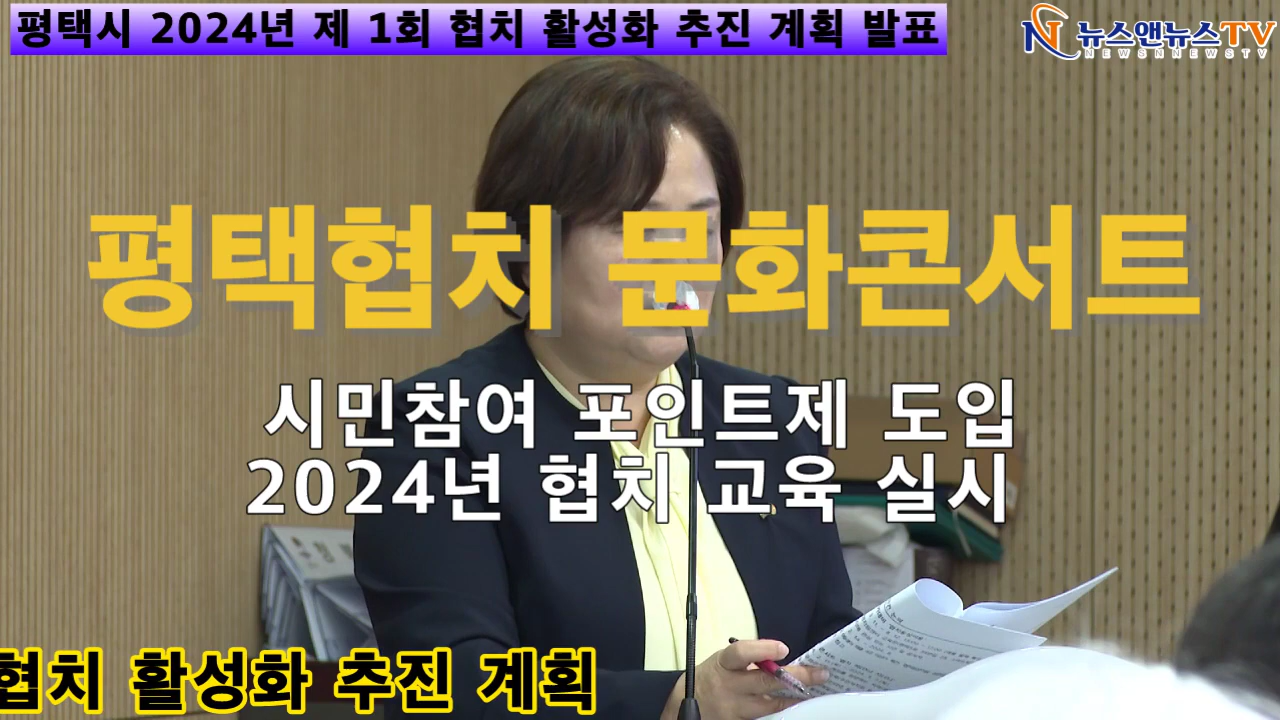 평택시 2024년 제 1회 협치 활성화 추진 계획 발표
뉴스앤뉴스TV
NEWSNNEWSTV
평택협치 문화콘서트
시민참여 포인트제 도입
2024년 협치 교육 실시
협치 활성화 추진 계획